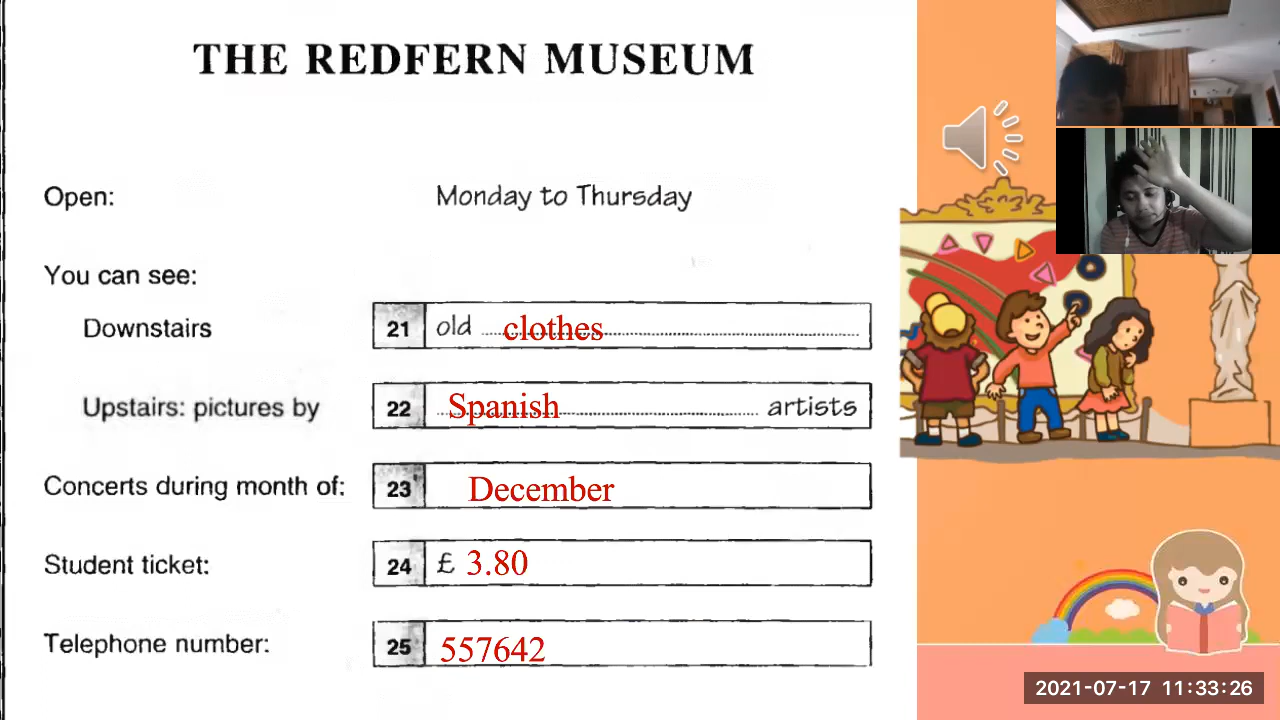 THE REDFERN MUSEUM
Open: Monday to Thursday
You can see:
Downstairs 21 old clothes
Upstairs: pictures by 22 Spanish artists
Concerts during month of: 23 December
Student ticket: 24 £ 3.80
Telephone number: 25 557642
2021-07-17 11:33:26